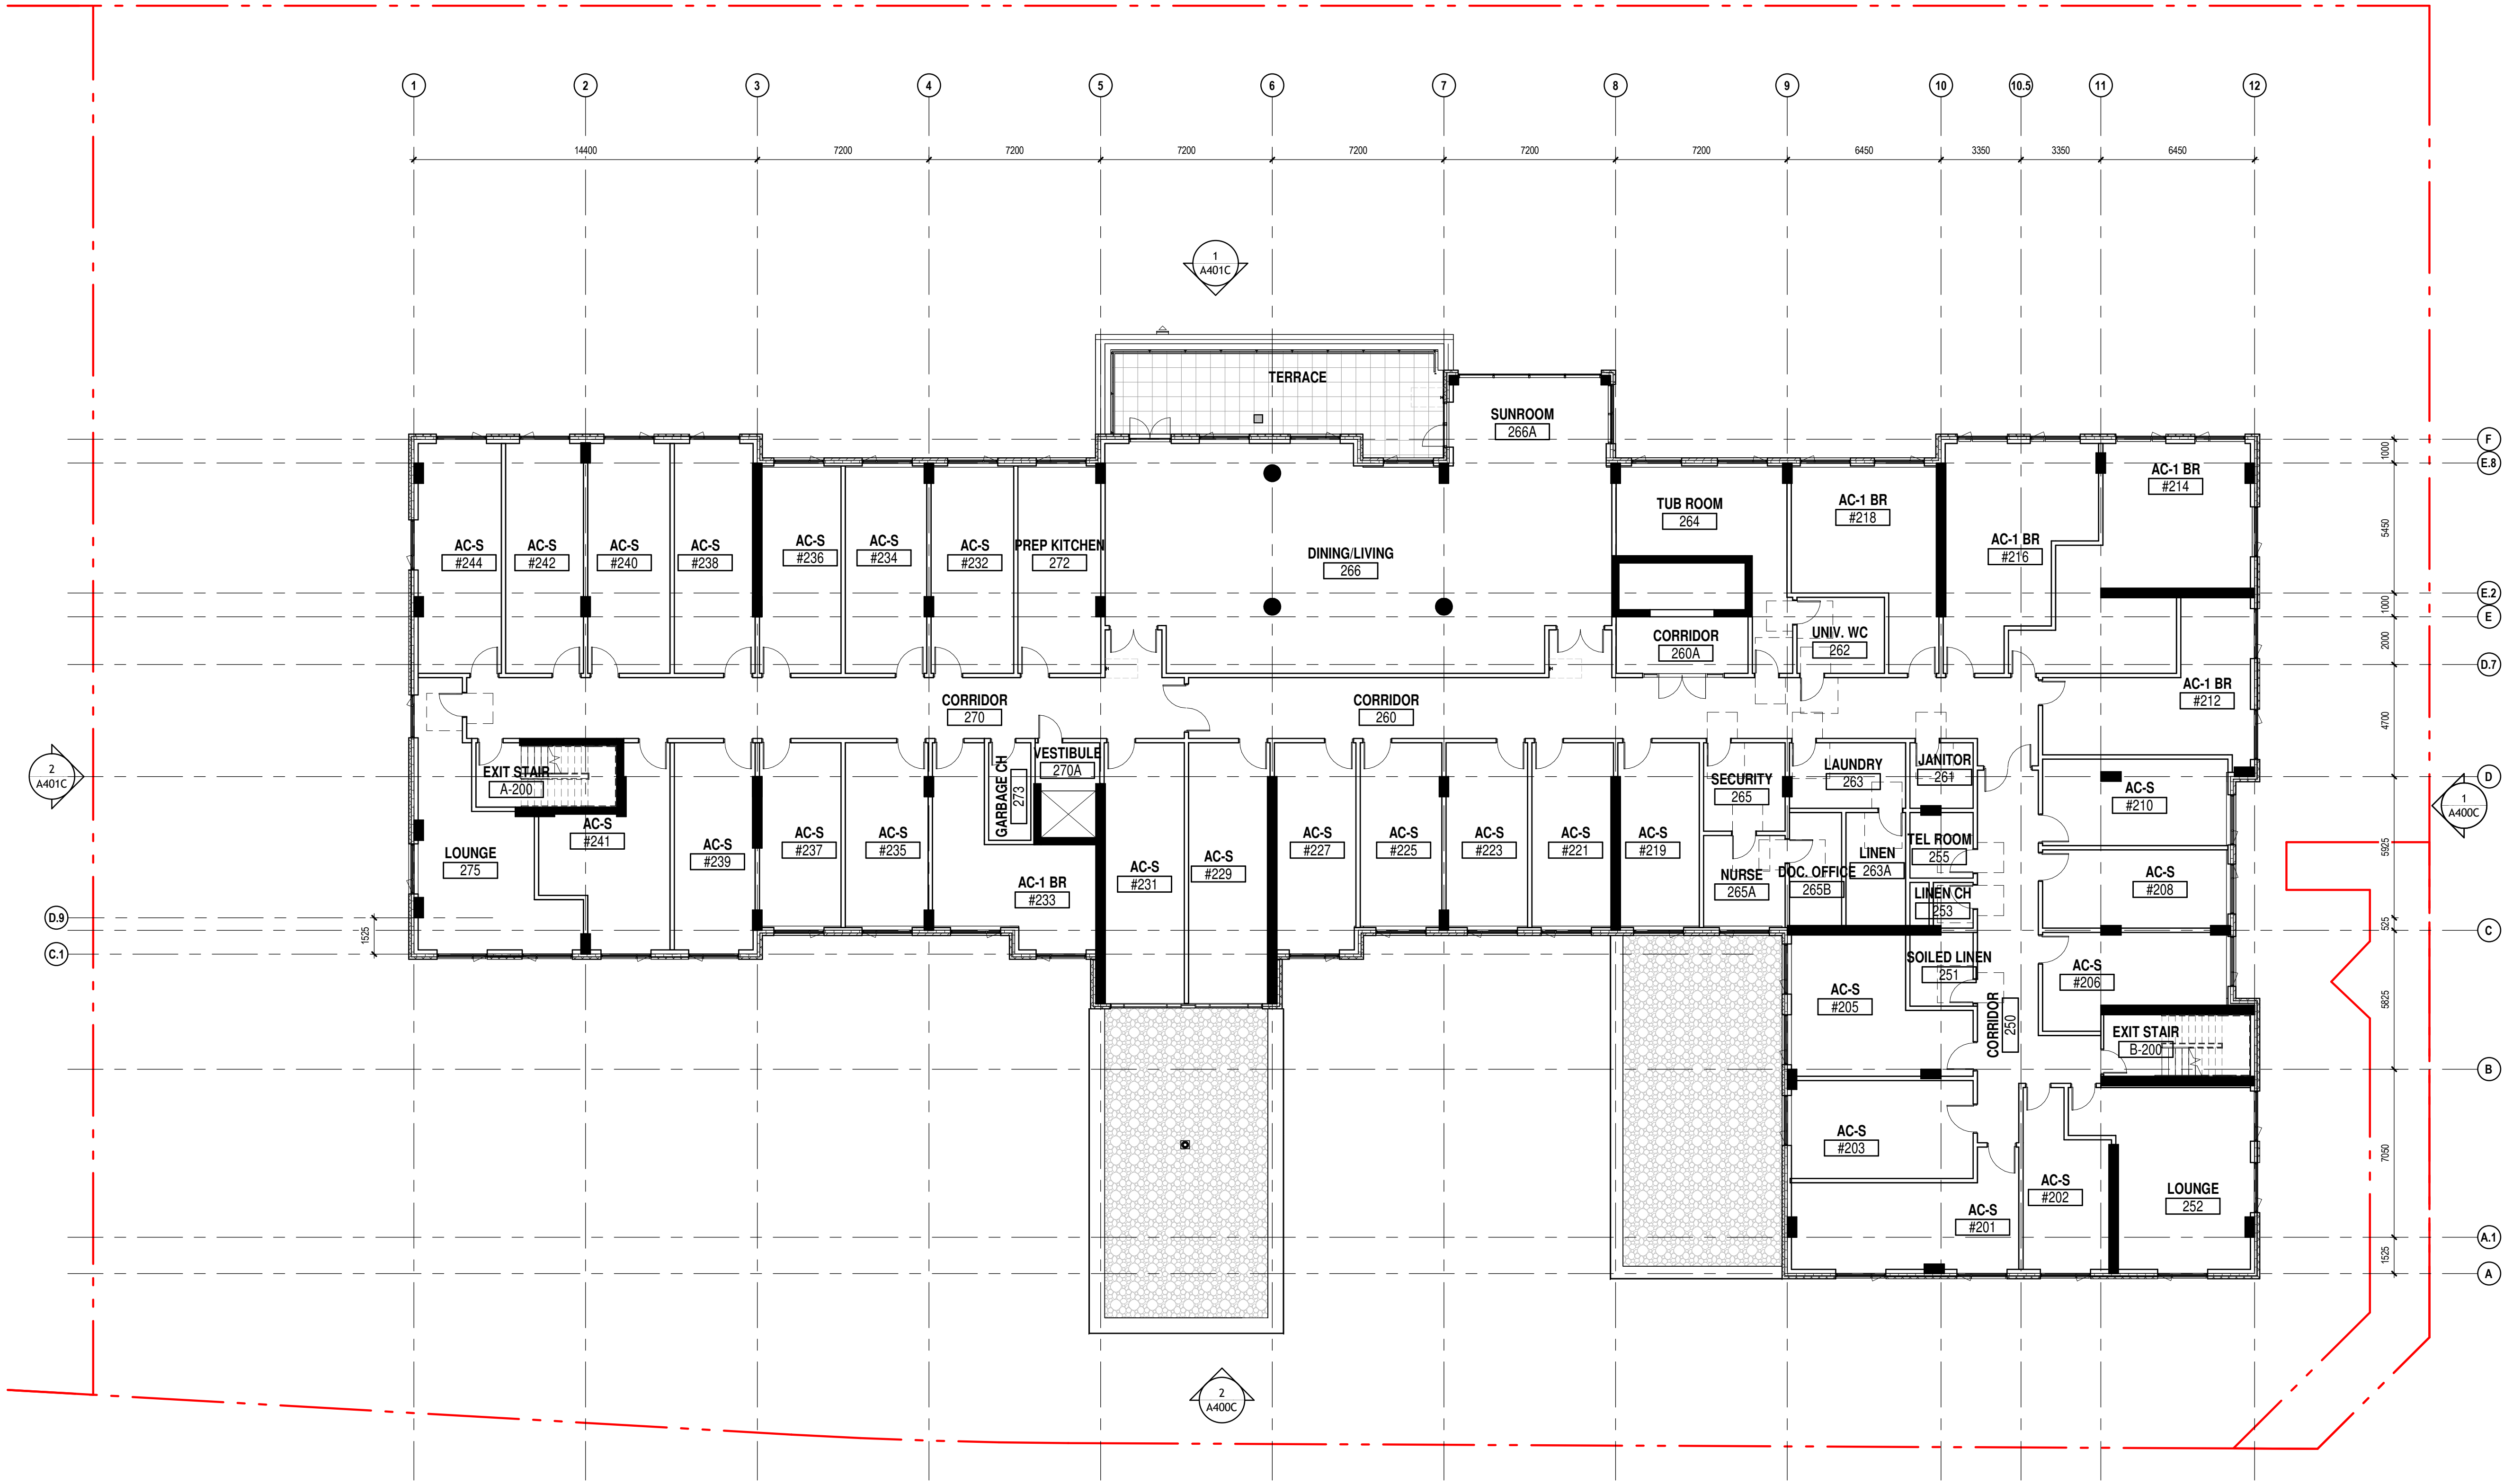 1
2
3
4
5
6
7
8
9
10
10.5
11
12
14400
7200
7200
7200
7200
7200
7200
6450
3350
3350
6450
1
A401C
TERRACE
SUNROOM
266A
F
1000
E.8
AC-1 BR
#214
AC-1 BR
#218
TUB ROOM
264
5450
AC-S
#244
AC-S
#242
AC-S
#240
AC-S
#238
AC-S
#236
AC-S
#234
AC-S
#232
PREP KITCHEN
272
DINING/LIVING
266
AC-1 BR
#216
E.2
1000
E
CORRIDOR
260A
UNIV. WC
262
2000
D.7
AC-1 BR
#212
CORRIDOR
270
CORRIDOR
260
4700
2
A401C
EXIT STAIR
A-200
GARBAGE CH
273
VESTIBULE
270A
SECURITY
265
LAUNDRY
263
JANITOR
261
D
AC-S
#210
1
A400C
AC-S
#241
AC-S
#239
AC-S
#237
AC-S
#235
AC-S
#227
AC-S
#225
AC-S
#223
AC-S
#221
AC-S
#219
TEL ROOM
255
5925
LOUNGE
275
AC-1 BR
#233
AC-S
#231
AC-S
#229
NURSE
265A
DOC. OFFICE
265B
LINEN
263A
LINEN CH
253
AC-S
#208
D.9
1525
C.1
525
C
SOILED LINEN
251
AC-S
#206
AC-S
#205
CORRIDOR
250
5825
EXIT STAIR
B-200
B
AC-S
#203
7050
AC-S
#202
LOUNGE
252
AC-S
#201
A.1
1525
A
2
A400C